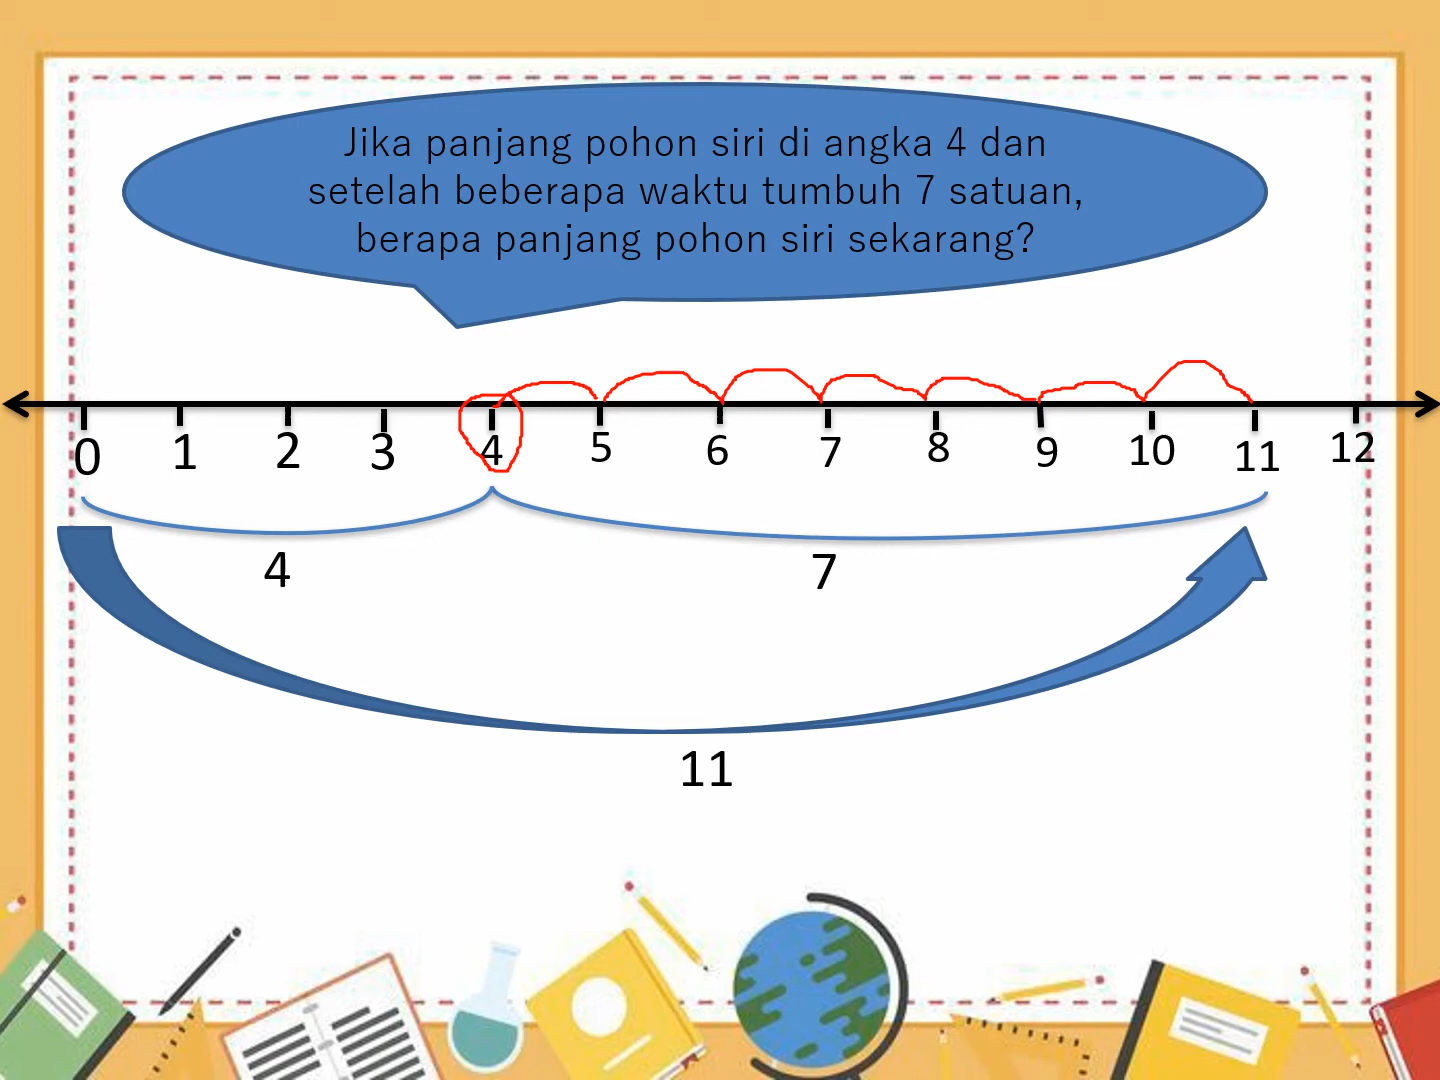 Jika panjang pohon siri di angka 4 dan
setelah beberapa waktu tumbuh 7 satuan,
berapa panjang pohon siri sekarang?
0 1 2 3 4 5 6 7 8 9 10 11 12
4 7
11